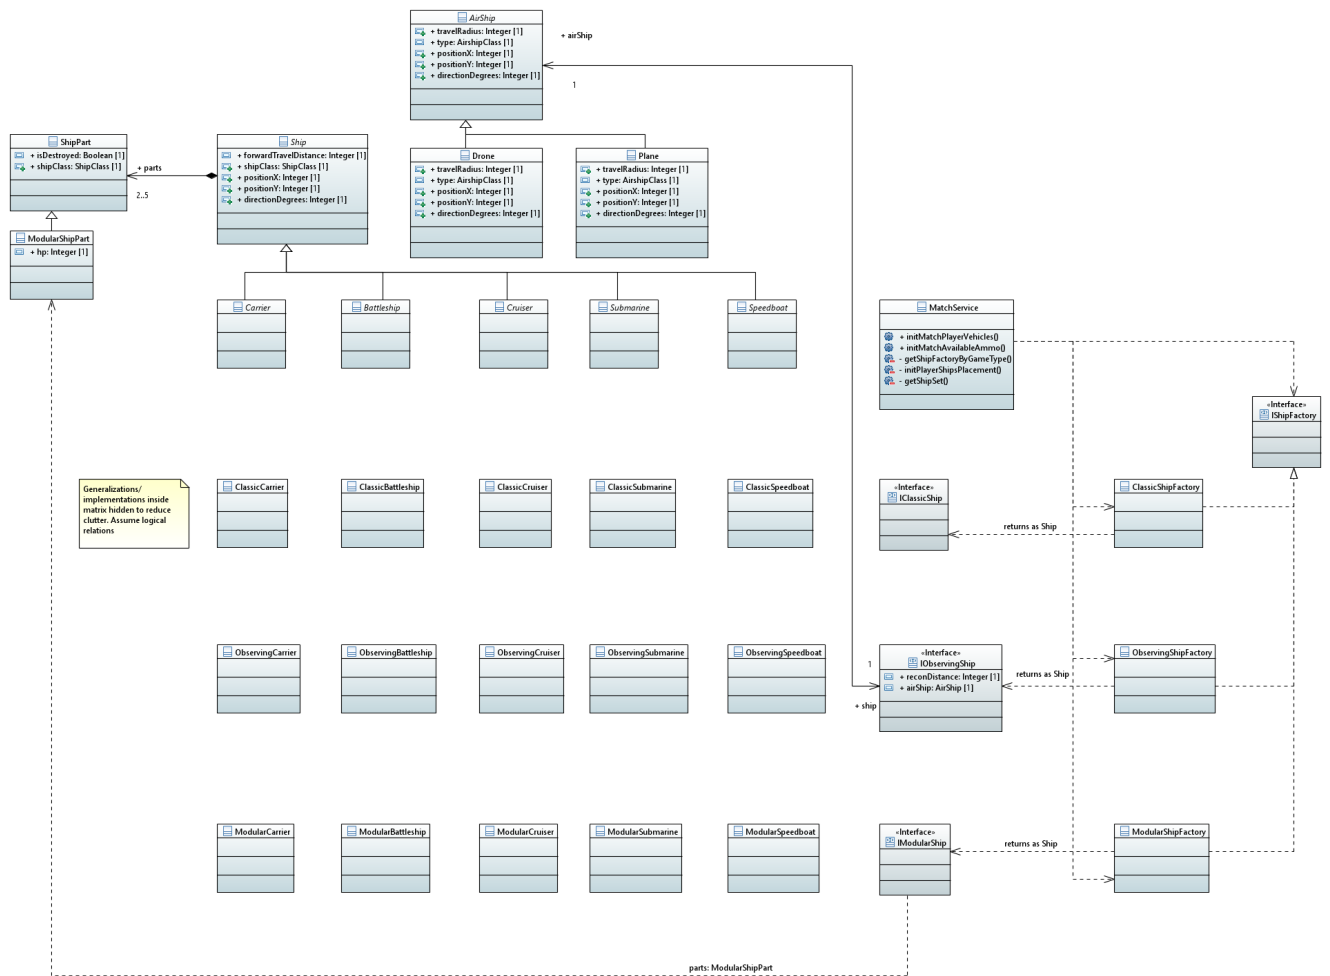 AirShip
+ travelRadius: Integer [1]
+ type: AirshipClass [1]
+ positionX: Integer [1]
+ positionY: Integer [1]
+ directionDegrees: Integer [1]
+ airShip
1
ShipPart
+ isDestroyed: Boolean [1]
+ shipClass: ShipClass [1]
+ parts
2..5
Ship
+ forwardTravelDistance: Integer [1]
+ shipClass: ShipClass [1]
+ positionX: Integer [1]
+ positionY: Integer [1]
+ directionDegrees: Integer [1]
Drone
+ travelRadius: Integer [1]
+ type: AirshipClass [1]
+ positionX: Integer [1]
+ positionY: Integer [1]
+ directionDegrees: Integer [1]
Plane
+ travelRadius: Integer [1]
+ type: AirshipClass [1]
+ positionX: Integer [1]
+ positionY: Integer [1]
+ directionDegrees: Integer [1]
ModularShipPart
+ hp: Integer [1]
Carrier
Battleship
Cruiser
Submarine
Speedboat
MatchService
+ initMatchPlayerVehicles()
+ initMatchAvailableAmmo()
- getShipFactoryByGameType()
- initPlayerShipsPlacement()
- getShipSet()
«Interface»
IShipFactory
Generalizations/
implementations inside
matrix hidden to reduce
clutter. Assume logical
relations
ClassicCarrier
ClassicBattleship
ClassicCruiser
ClassicSubmarine
ClassicSpeedboat
«Interface»
IClassicShip
returns as Ship
ClassicShipFactory
ObservingCarrier
ObservingBattleship
ObservingCruiser
ObservingSubmarine
ObservingSpeedboat
1
+ ship
«Interface»
IObservingShip
+ reconDistance: Integer [1]
+ airShip: AirShip [1]
returns as Ship
ObservingShipFactory
ModularCarrier
ModularBattleship
ModularCruiser
ModularSubmarine
ModularSpeedboat
«Interface»
IModularShip
returns as Ship
ModularShipFactory
parts: ModularShipPart